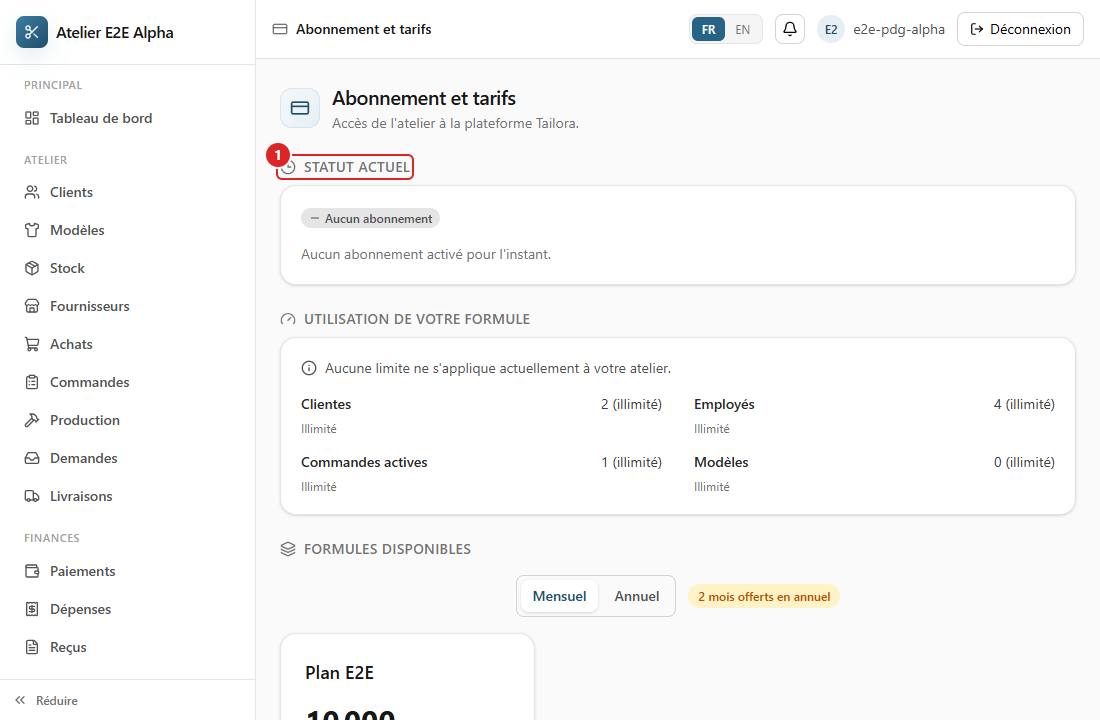 Atelier E2E Alpha
Abonnement et tarifs
FR
EN
E2
e2e-pdg-alpha
Déconnexion
PRINCIPAL
Tableau de bord
ATELIER
Clients
Modèles
Stock
Fournisseurs
Achats
Commandes
Production
Demandes
Livraisons
FINANCES
Paiements
Dépenses
Reçus
Réduire
Abonnement et tarifs
Accès de l'atelier à la plateforme Tailora.
1
STATUT ACTUEL
Aucun abonnement
Aucun abonnement activé pour l'instant.
UTILISATION DE VOTRE FORMULE
Aucune limite ne s'applique actuellement à votre atelier.
Clientes 2 (illimité)
Illimité
Employés 4 (illimité)
Illimité
Commandes actives 1 (illimité)
Illimité
Modèles 0 (illimité)
Illimité
FORMULES DISPONIBLES
Mensuel
Annuel
2 mois offerts en annuel
Plan E2E
10 000